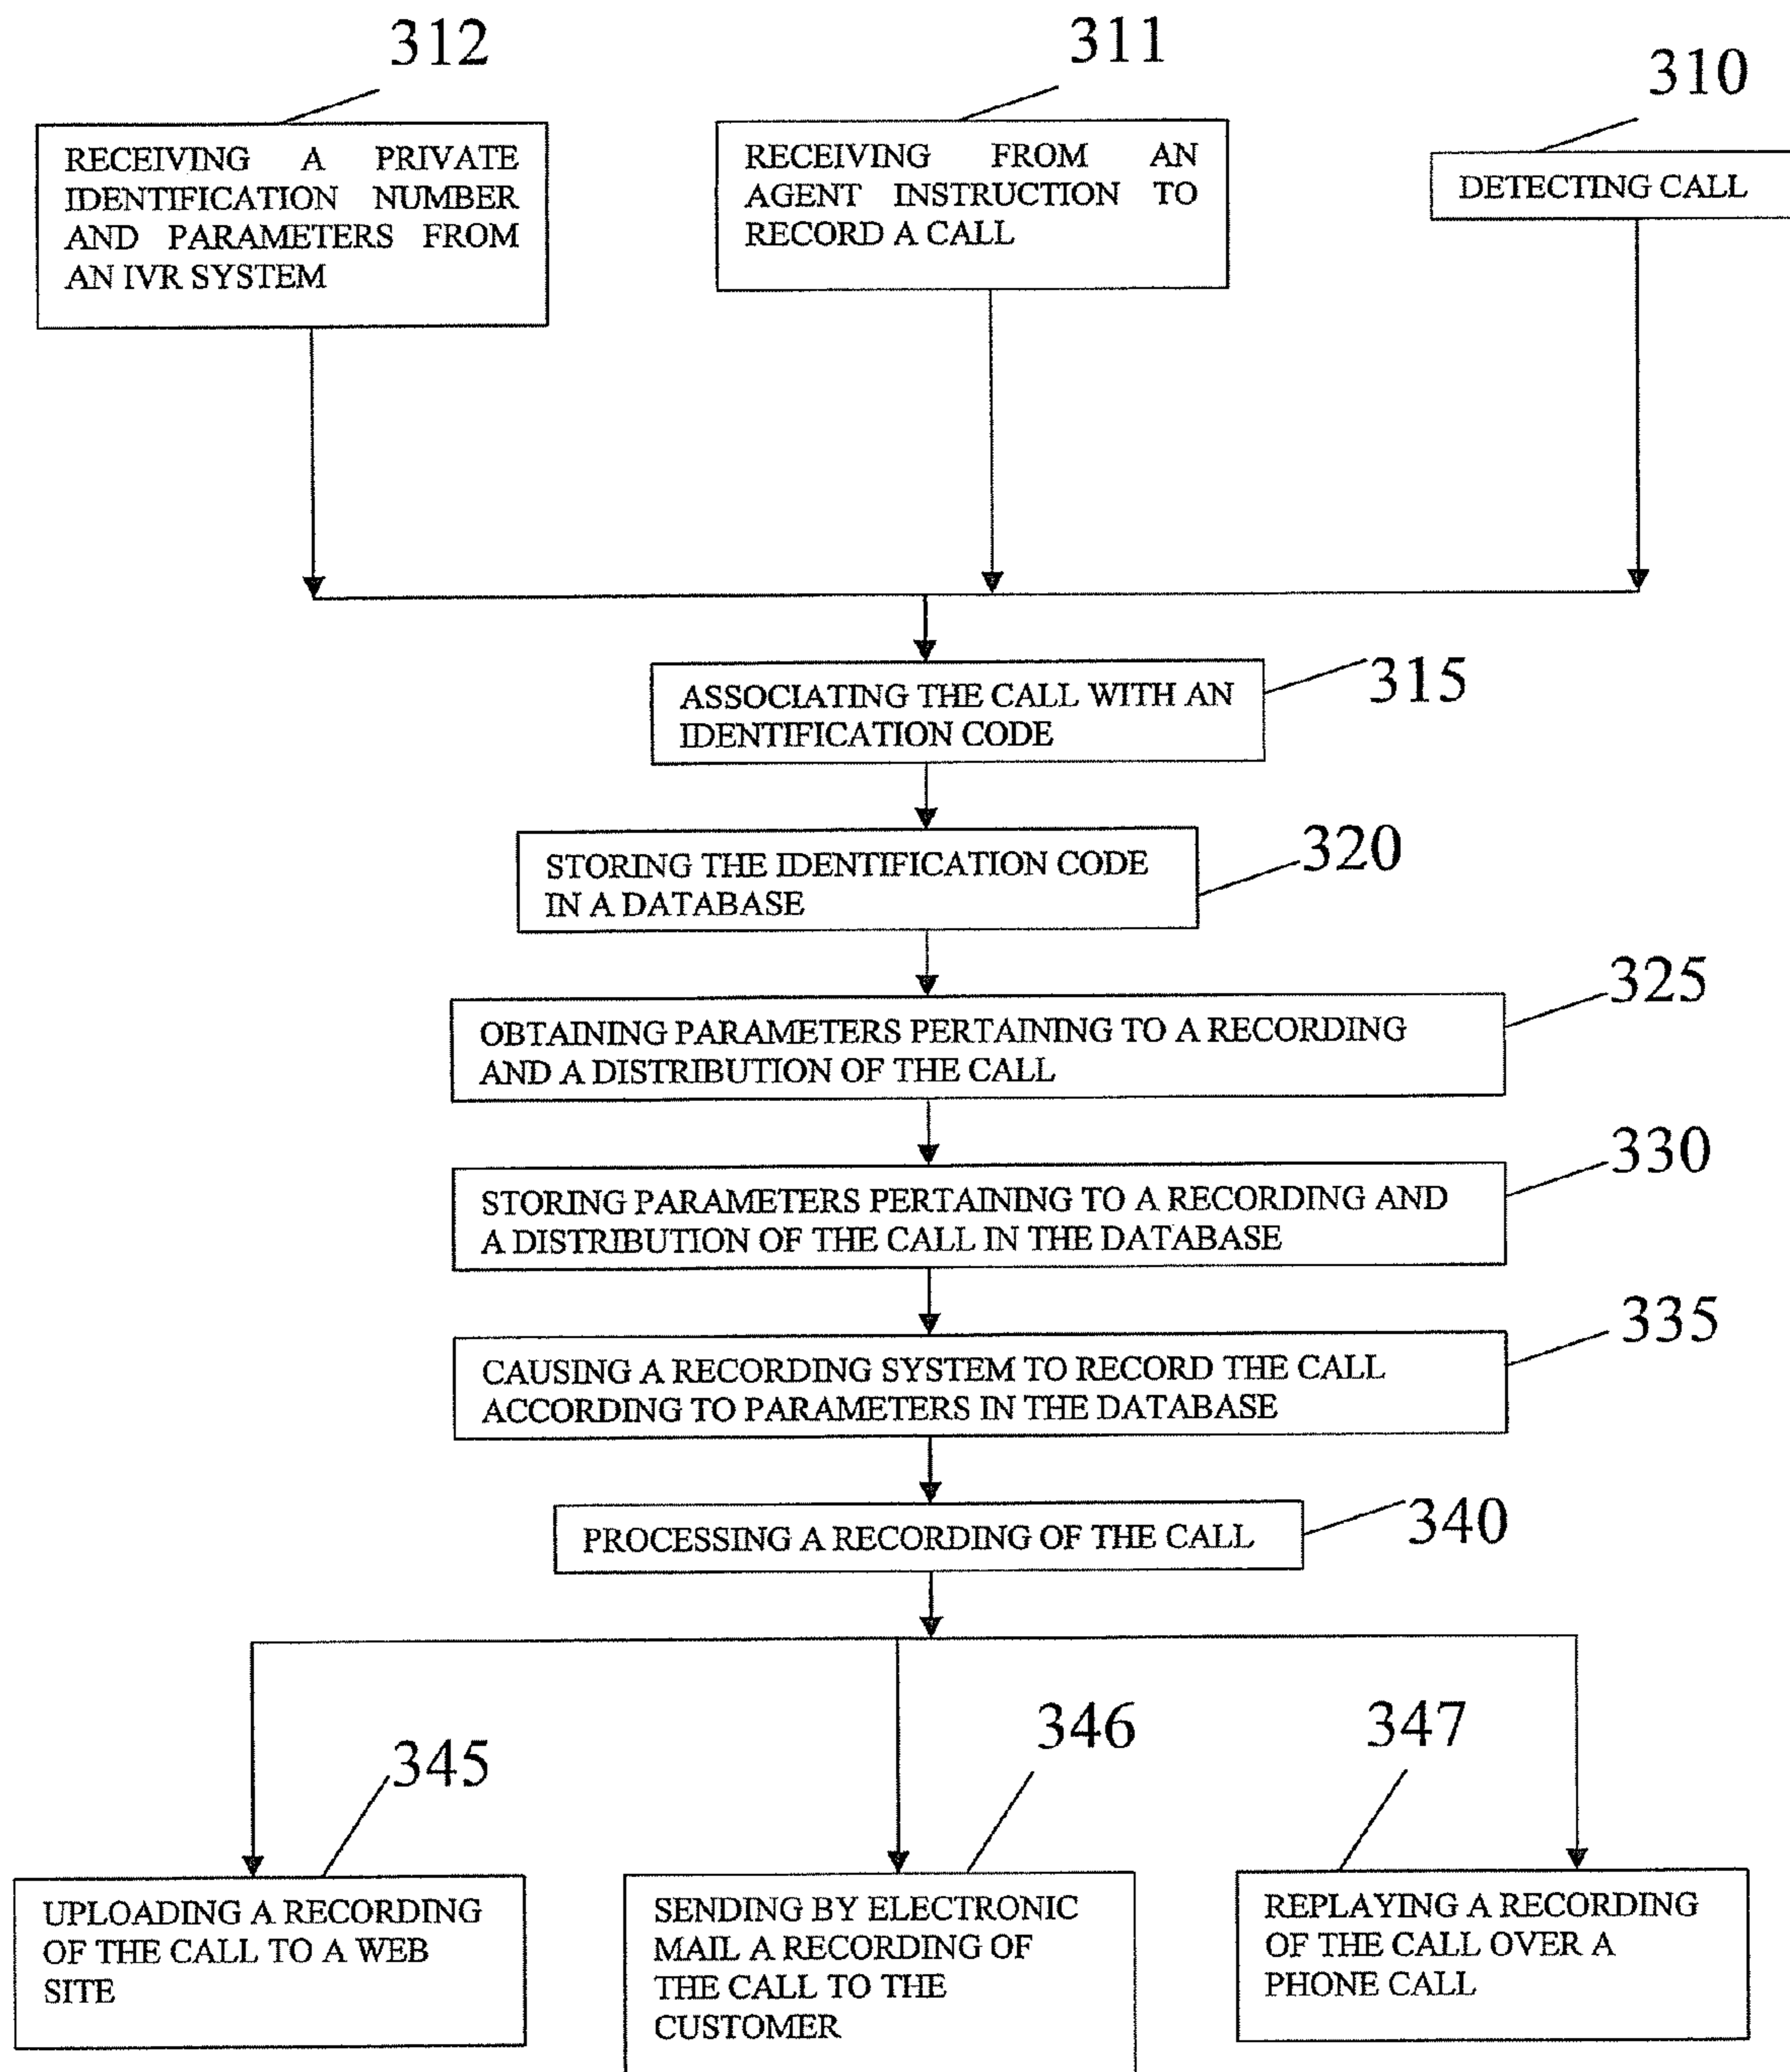 312
311
310
RECEIVING A PRIVATE
IDENTIFICATION NUMBER
AND PARAMETERS FROM
AN IVR SYSTEM
RECEIVING FROM AN
AGENT INSTRUCTION TO
RECORD A CALL
DETECTING CALL
ASSOCIATING THE CALL WITH AN
IDENTIFICATION CODE
315
STORING THE IDENTIFICATION CODE
IN A DATABASE
320
OBTAINING PARAMETERS PERTAINING TO A RECORDING
AND A DISTRIBUTION OF THE CALL
325
STORING PARAMETERS PERTAINING TO A RECORDING AND
A DISTRIBUTION OF THE CALL IN THE DATABASE
330
CAUSING A RECORDING SYSTEM TO RECORD THE CALL
ACCORDING TO PARAMETERS IN THE DATABASE
335
PROCESSING A RECORDING OF THE CALL
340
345
346
347
UPLOADING A RECORDING
OF THE CALL TO A WEB
SITE
SENDING BY ELECTRONIC
MAIL A RECORDING OF
THE CALL TO THE
CUSTOMER
REPLAYING A RECORDING
OF THE CALL OVER A
PHONE CALL